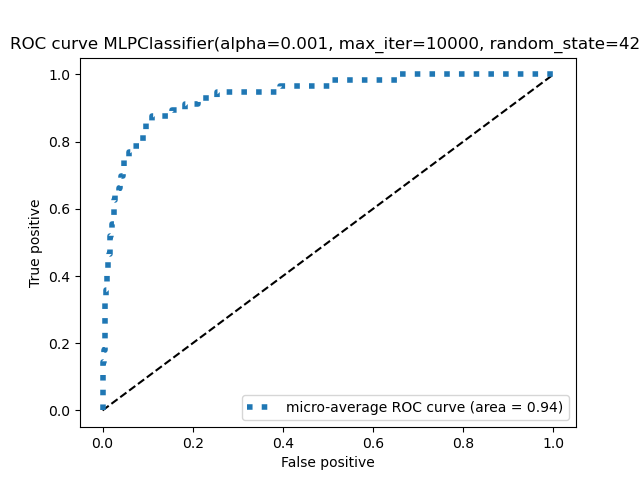 ROC curve MLPClassifier(alpha=0.001, max_iter=10000, random_state=42
1.0
0.8
0.6
0.4
0.2
0.0
True positive
micro-average ROC curve (area = 0.94)
0.0 0.2 0.4 0.6 0.8 1.0
False positive